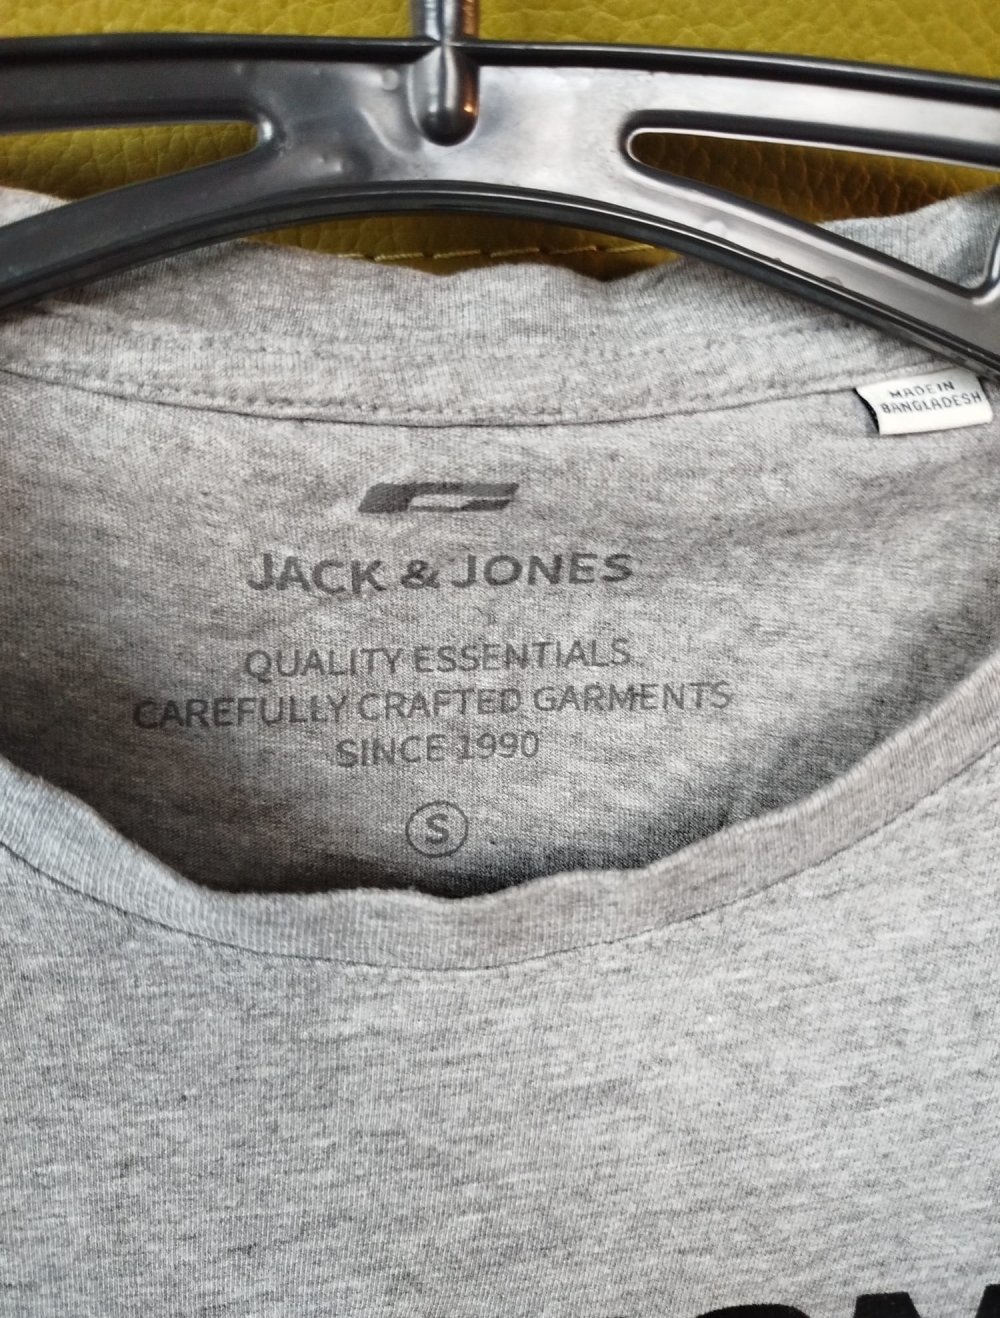 MADE IN
BANGLADESH
JACK & JONES
QUALITY ESSENTIALS
CAREFULLY CRAFTED GARMENTS
SINCE 1990
S